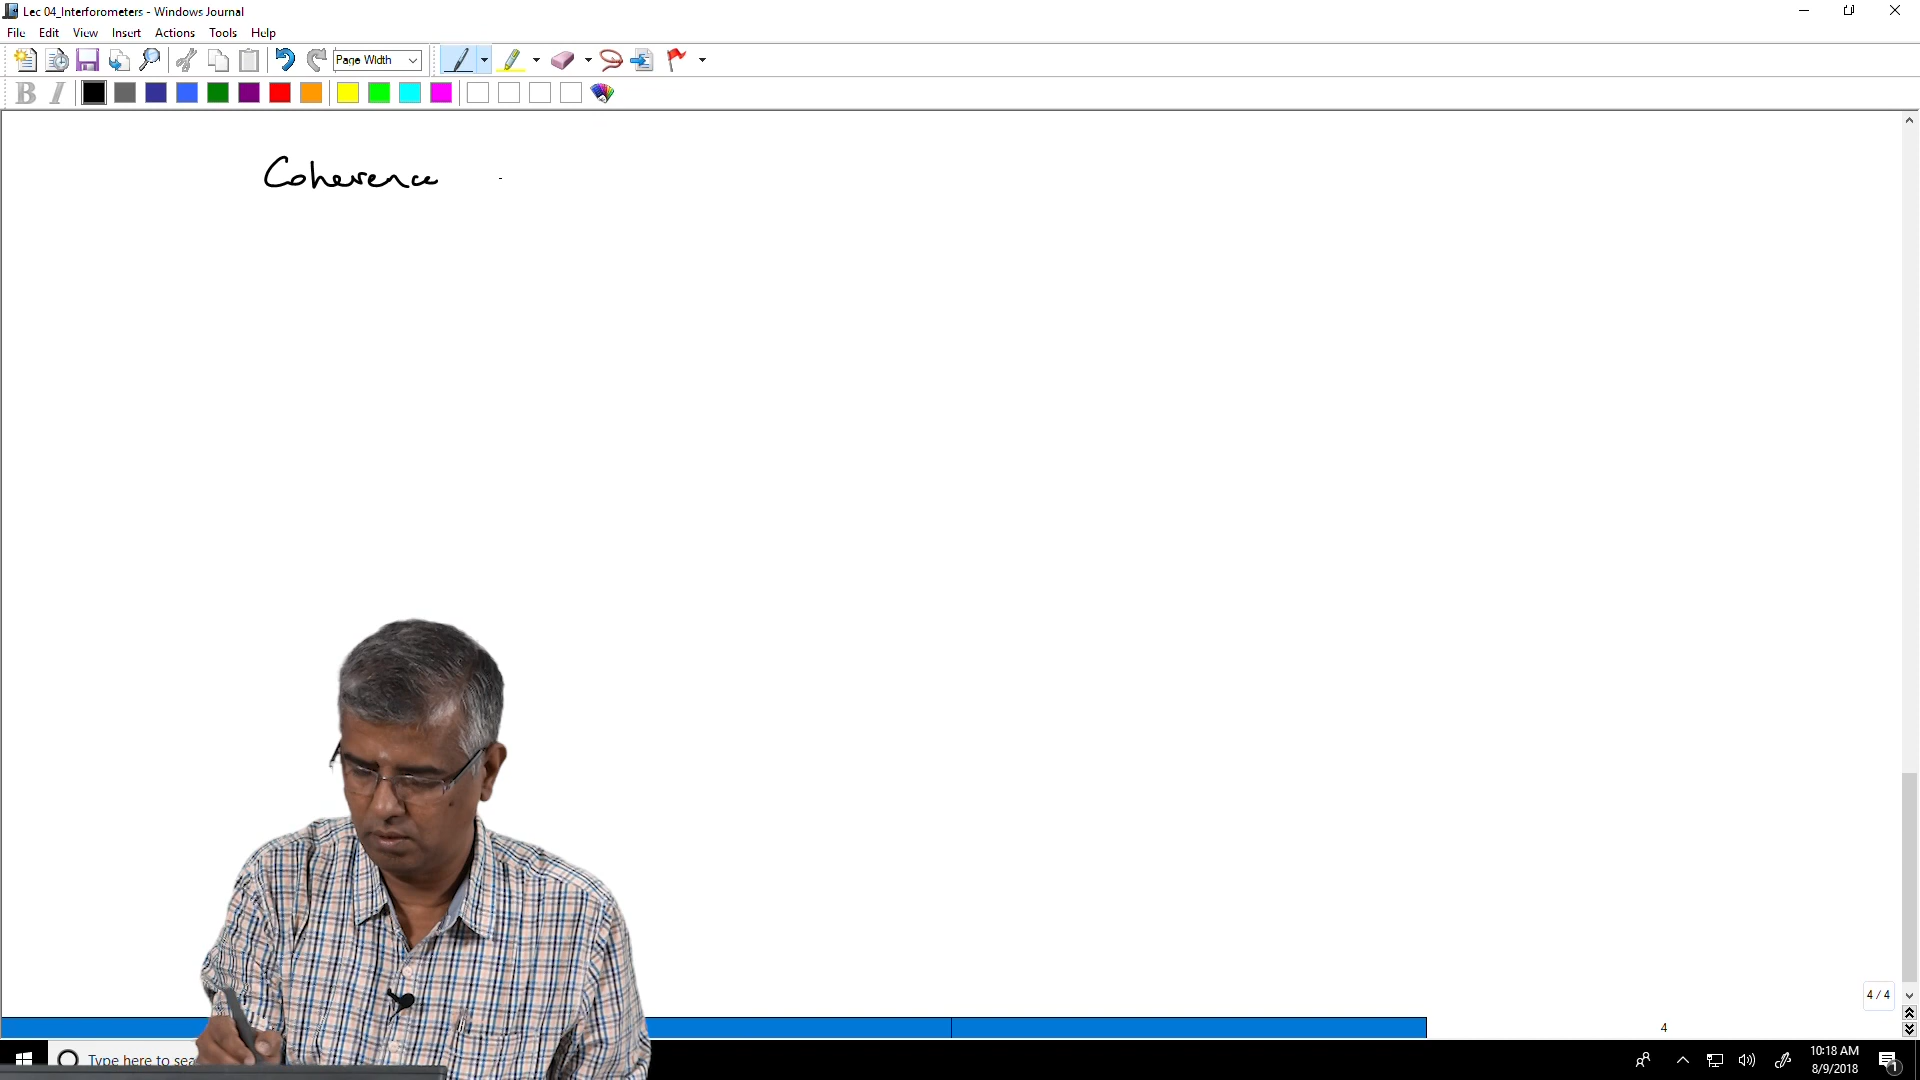 Lec 04_Interforometers - Windows Journal
File Edit View Insert Actions Tools Help
Page Width
B I
Coherence
4 / 4
4
Type here to sea
10:18 AM
8/9/2018
1